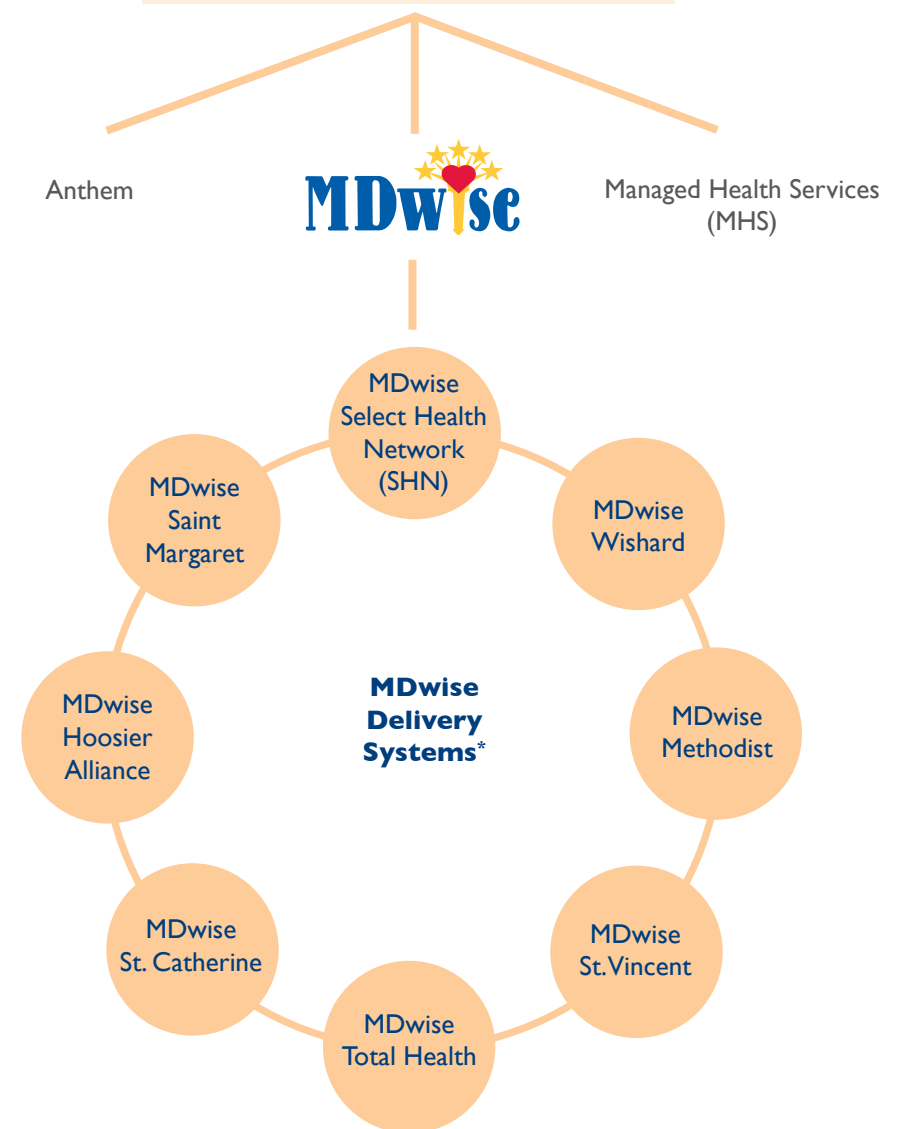 Anthem
MDwise
Managed Health Services
(MHS)
MDwise
Select Health
Network
(SHN)
MDwise
Wishard
MDwise
Methodist
MDwise
St. Vincent
MDwise
Total Health
MDwise
St. Catherine
MDwise
Hoosier
Alliance
MDwise
Saint
Margaret
MDwise
Delivery
Systems*